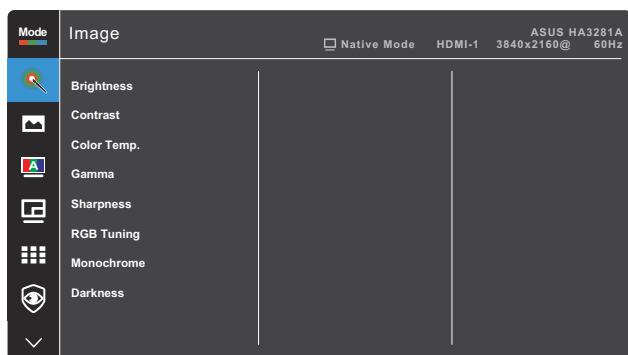 Mode
Image
ASUS HA3281A
Native Mode HDMI-1 3840x2160@ 60Hz
Brightness
Contrast
Color Temp.
A
Gamma
Sharpness
RGB Tuning
Monochrome
Darkness